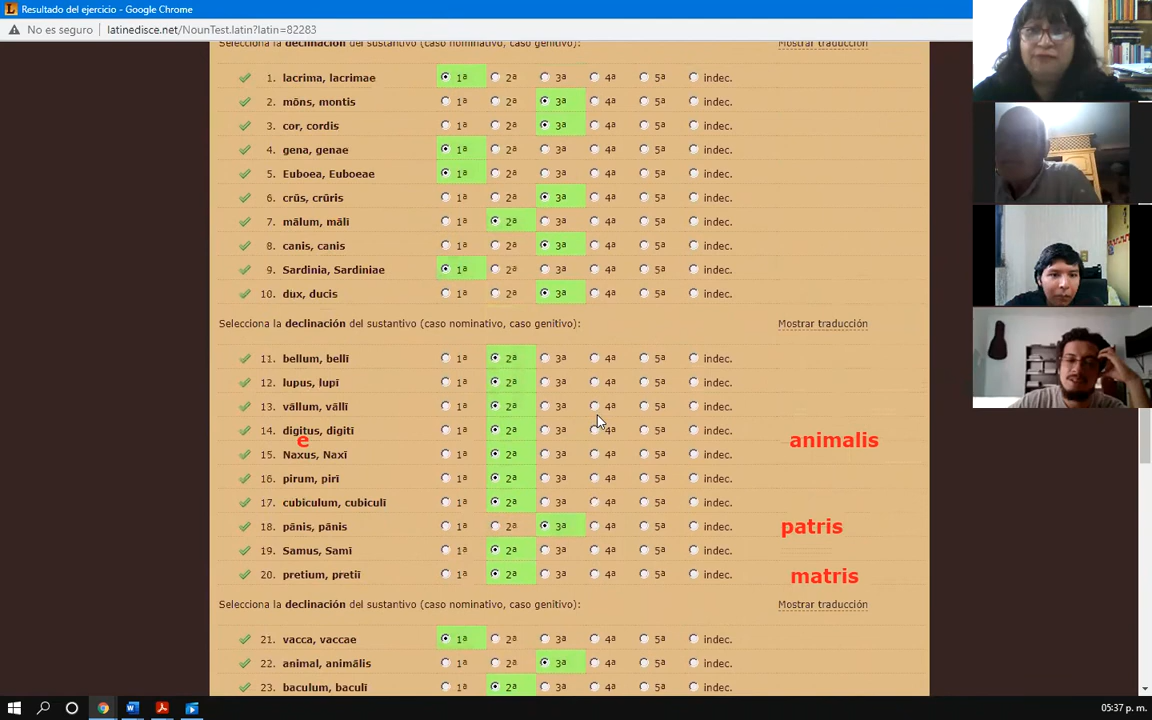 Resultado del ejercicio - Google Chrome
No es seguro latinedisce.net/NounTest.latin?latin=82283
Selecciona la declinación del sustantivo (caso nominativo, caso genitivo): Mostrar traducción
1. lacrima, lacrimae 1ª 2ª 3ª 4ª 5ª indec.
2. mōns, montis 1ª 2ª 3ª 4ª 5ª indec.
3. cor, cordis 1ª 2ª 3ª 4ª 5ª indec.
4. gena, genae 1ª 2ª 3ª 4ª 5ª indec.
5. Euboea, Euboeae 1ª 2ª 3ª 4ª 5ª indec.
6. crūs, crūris 1ª 2ª 3ª 4ª 5ª indec.
7. mālum, mālī 1ª 2ª 3ª 4ª 5ª indec.
8. canis, canis 1ª 2ª 3ª 4ª 5ª indec.
9. Sardinia, Sardiniae 1ª 2ª 3ª 4ª 5ª indec.
10. dux, ducis 1ª 2ª 3ª 4ª 5ª indec.
Selecciona la declinación del sustantivo (caso nominativo, caso genitivo): Mostrar traducción
11. bellum, bellī 1ª 2ª 3ª 4ª 5ª indec.
12. lupus, lupī 1ª 2ª 3ª 4ª 5ª indec.
13. vāllum, vāllī 1ª 2ª 3ª 4ª 5ª indec.
14. digitus, digitī 1ª 2ª 3ª 4ª 5ª indec.
e animalis
15. Naxus, Naxī 1ª 2ª 3ª 4ª 5ª indec.
16. pirum, pirī 1ª 2ª 3ª 4ª 5ª indec.
17. cubiculum, cubiculī 1ª 2ª 3ª 4ª 5ª indec.
18. pānis, pānis 1ª 2ª 3ª 4ª 5ª indec. patris
19. Samus, Samī 1ª 2ª 3ª 4ª 5ª indec.
20. pretium, pretiī 1ª 2ª 3ª 4ª 5ª indec. matris
Selecciona la declinación del sustantivo (caso nominativo, caso genitivo): Mostrar traducción
21. vacca, vaccae 1ª 2ª 3ª 4ª 5ª indec.
22. animal, animālis 1ª 2ª 3ª 4ª 5ª indec.
23. baculum, baculī 1ª 2ª 3ª 4ª 5ª indec.
05:37 p. m.